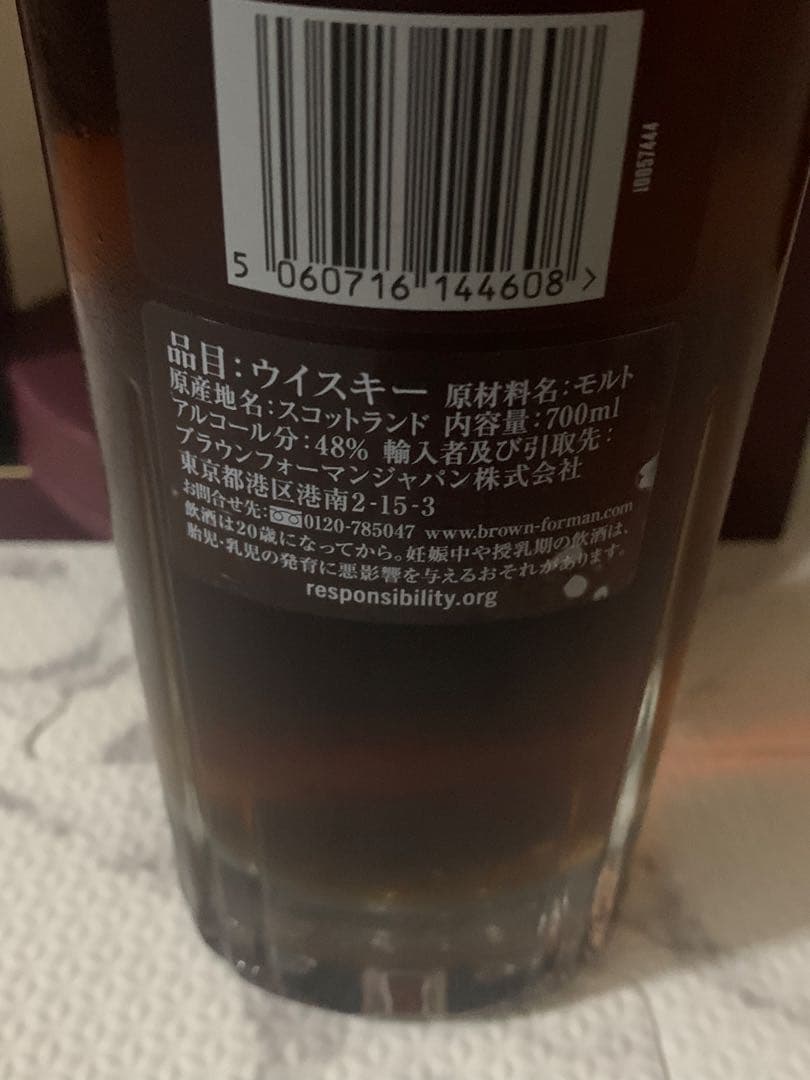 5 060716 144608 >
10057444
品目:ウイスキー 原材料名:モルト
原産地名:スコットランド 内容量:700ml
アルコール分:48% 輸入者及び引取先:
ブラウンフォーマンジャパン株式会社
東京都港区港南2-15-3
お問合せ先:0120-785047 www.brown-forman.com
飲酒は20歳になってから。妊娠中や授乳期の飲酒は、
胎児・乳児の発育に悪影響を与えるおそれがあります。
responsibility.org